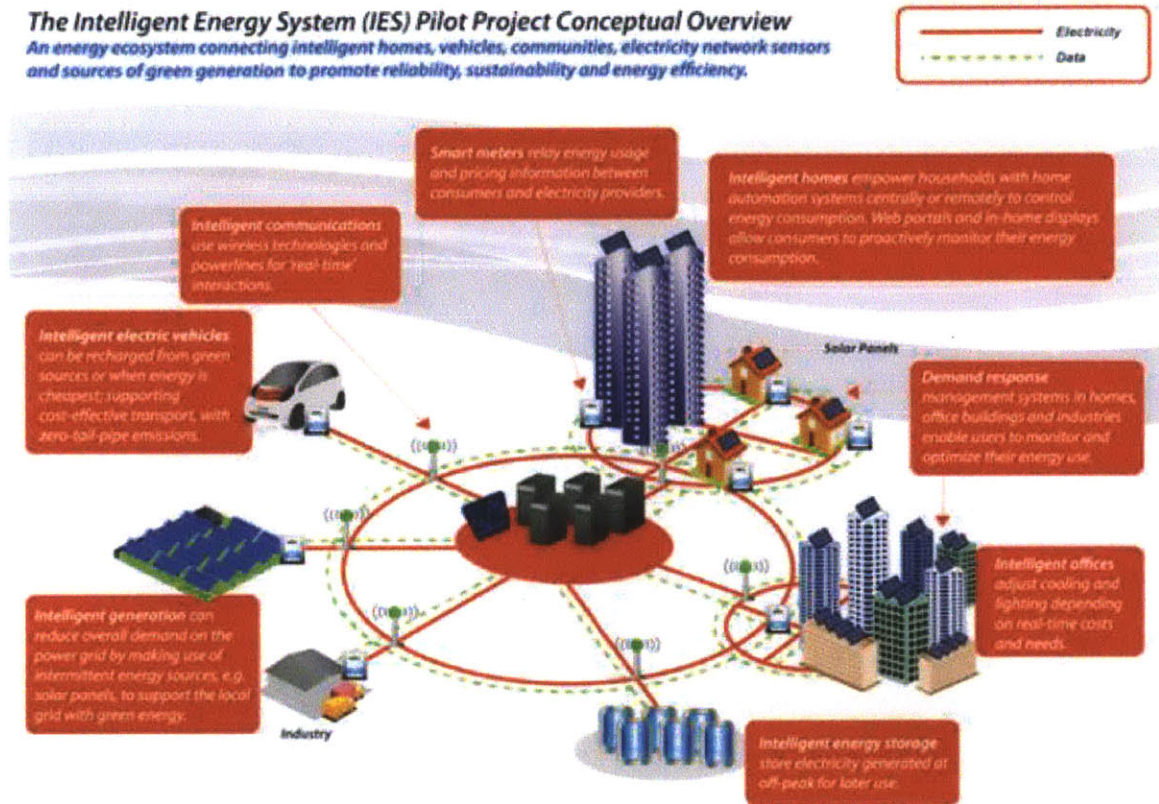 The Intelligent Energy System (IES) Pilot Project Conceptual Overview
An energy ecosystem connecting intelligent homes, vehicles, communities, electricity network sensors
and sources of green generation to promote reliability, sustainability and energy efficiency.
Electricity
Data
Smart meters relay energy usage
and pricing information between
consumers and electricity providers.
Intelligent homes empower households with home
automation systems centrally or remotely to control
energy consumption. Web portals and in-home displays
allow consumers to proactively monitor their energy
consumption.
Intelligent communications
use wireless technologies and
powerlines for 'real-time'
interactions.
Intelligent electric vehicles
can be recharged from green
sources or when energy is
cheapest; supporting
cost-effective transport, with
zero-tail-pipe emissions.
Solar Panels
Demand response
management systems in homes,
office buildings and industries
enable users to monitor and
optimize their energy use.
Intelligent offices
adjust cooling and
lighting depending
on real-time costs
and needs.
Intelligent generation can
reduce overall demand on the
power grid by making use of
intermittent energy sources, e.g.
solar panels, to support the local
grid with green energy.
Industry
Intelligent energy storage
store electricity generated at
off-peak for later use.